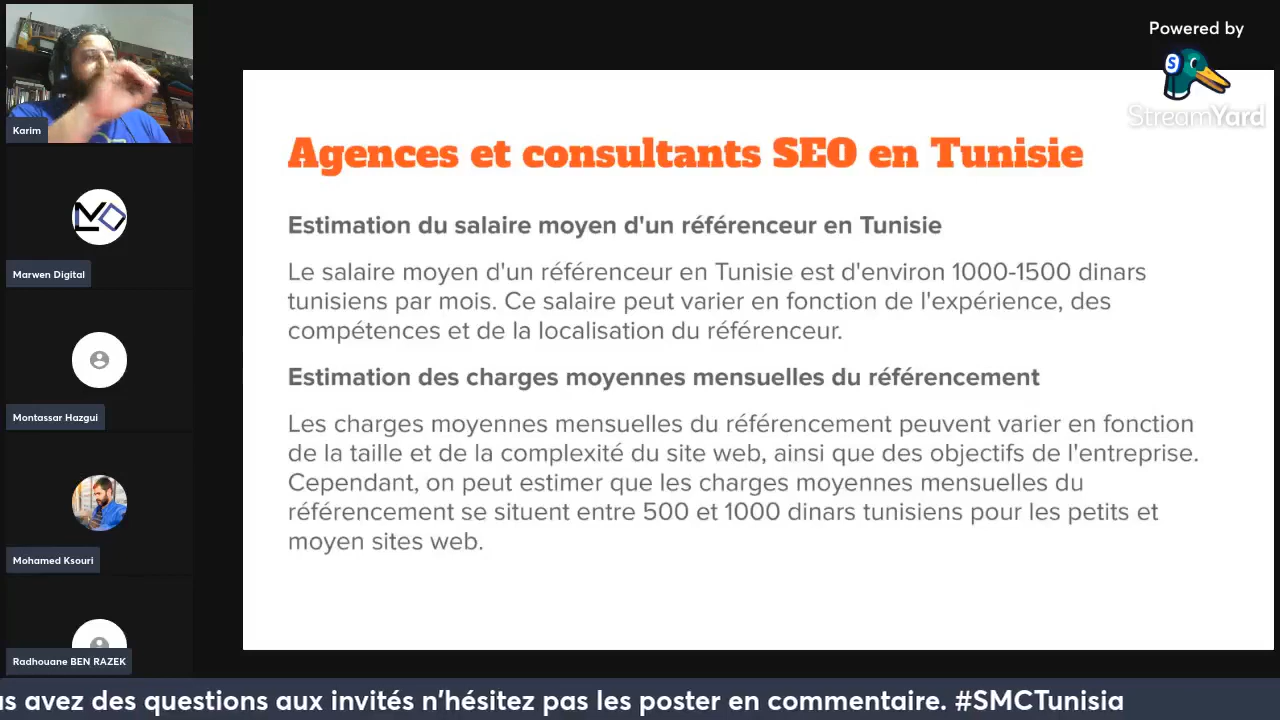 Powered by
StreamYard
Karim
Marwen Digital
Montassar Hazgui
Mohamed Ksouri
Radhouane BEN RAZEK
Agences et consultants SEO en Tunisie
Estimation du salaire moyen d'un référenceur en Tunisie
Le salaire moyen d'un référenceur en Tunisie est d'environ 1000-1500 dinars
tunisiens par mois. Ce salaire peut varier en fonction de l'expérience, des
compétences et de la localisation du référenceur.
Estimation des charges moyennes mensuelles du référencement
Les charges moyennes mensuelles du référencement peuvent varier en fonction
de la taille et de la complexité du site web, ainsi que des objectifs de l'entreprise.
Cependant, on peut estimer que les charges moyennes mensuelles du
référencement se situent entre 500 et 1000 dinars tunisiens pour les petits et
moyen sites web.
avez des questions aux invités n'hésitez pas les poster en commentaire. #SMCTunisia